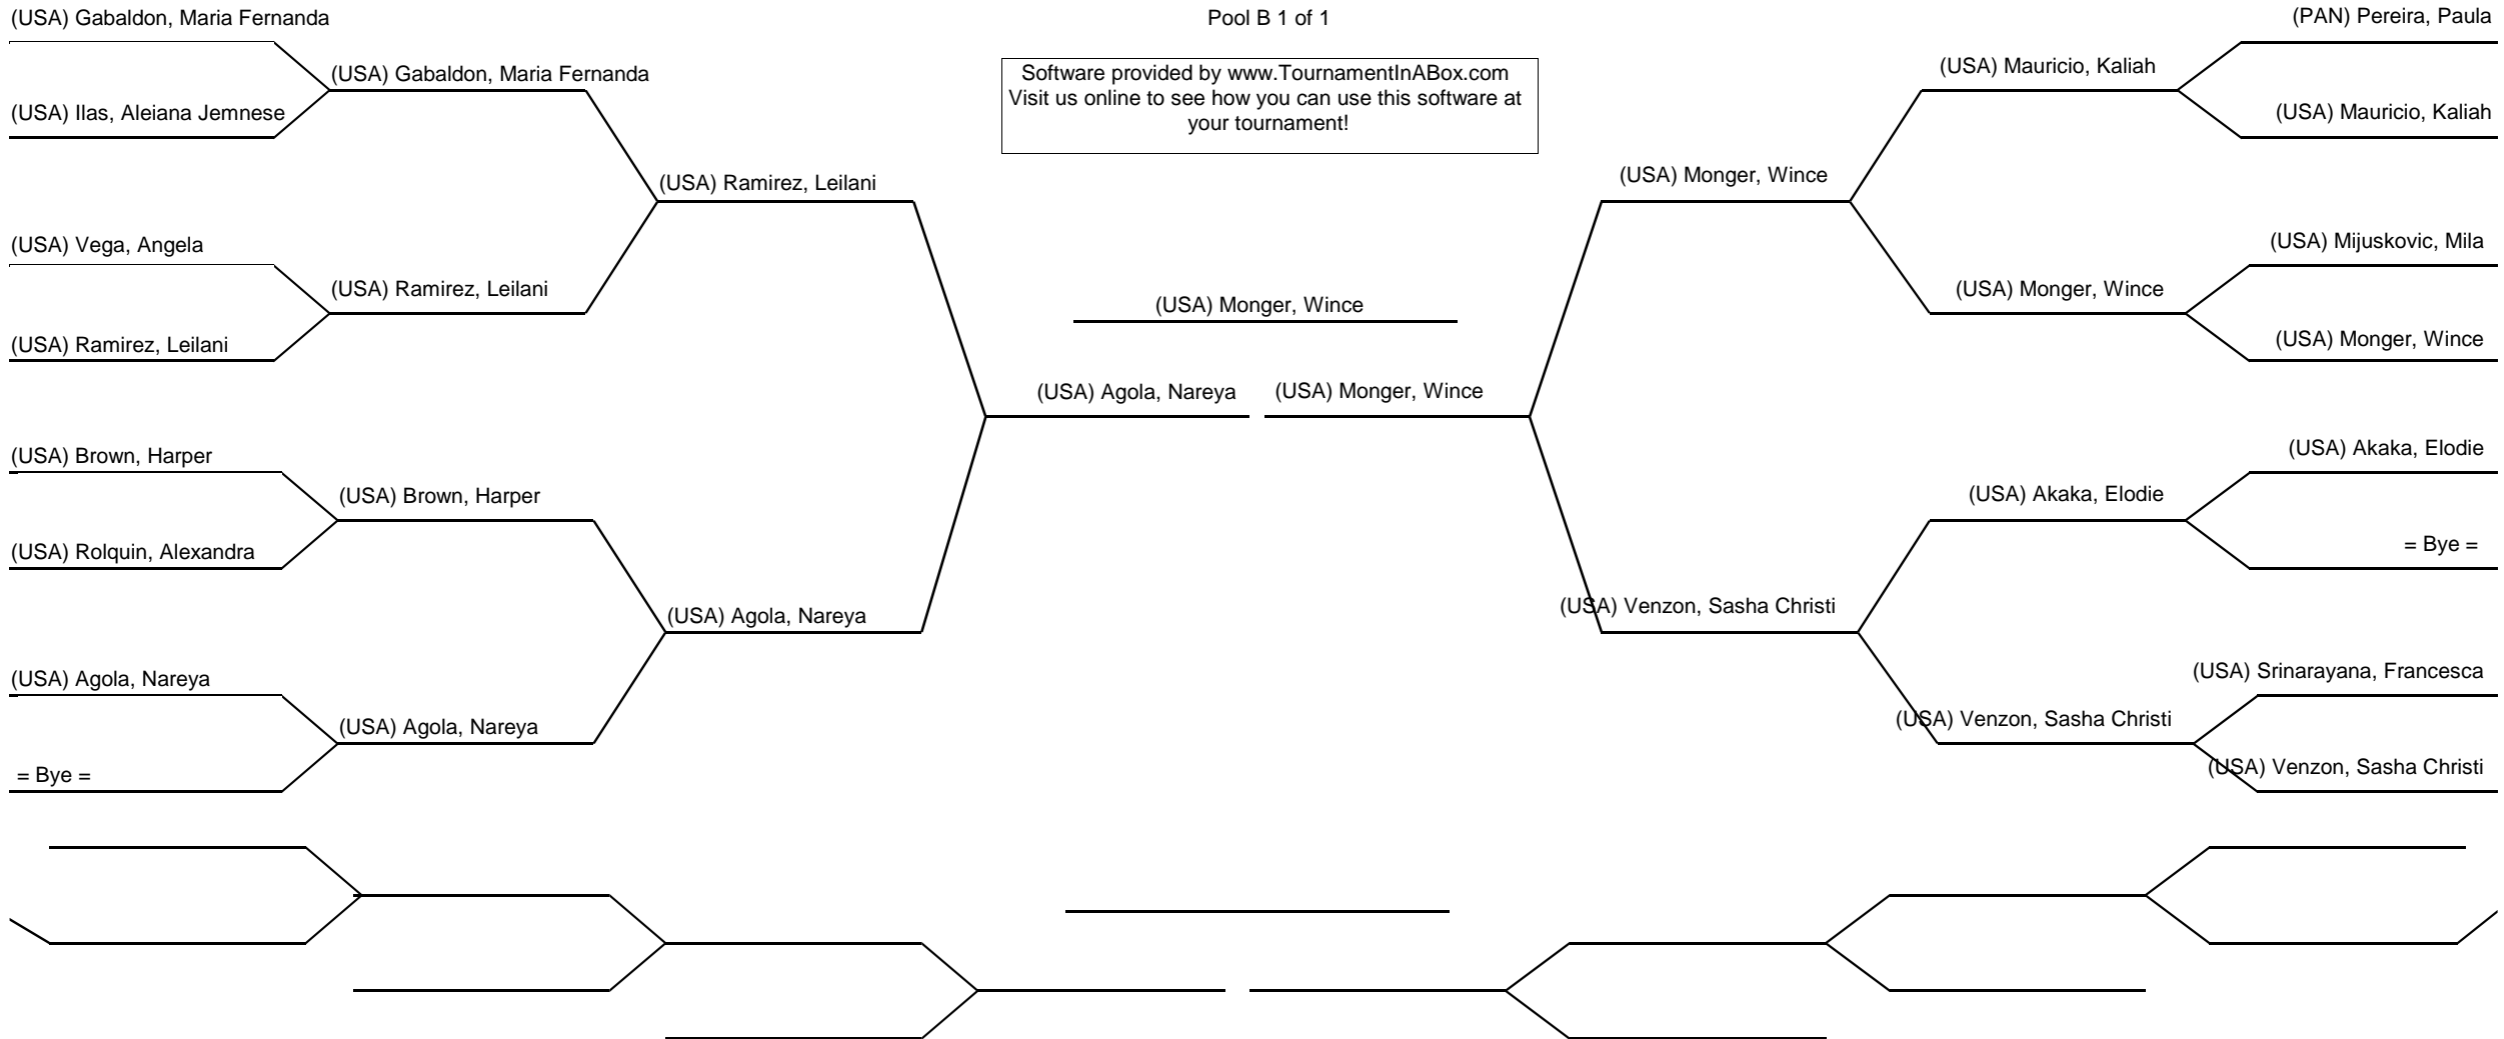 (USA) Gabaldon, Maria Fernanda
Pool B 1 of 1
(PAN) Pereira, Paula
(USA) Gabaldon, Maria Fernanda
Software provided by www.TournamentInABox.com
Visit us online to see how you can use this software at
your tournament!
(USA) Mauricio, Kaliah
(USA) Ilas, Aleiana Jemnese
(USA) Mauricio, Kaliah
(USA) Ramirez, Leilani
(USA) Monger, Wince
(USA) Vega, Angela
(USA) Mijuskovic, Mila
(USA) Ramirez, Leilani
(USA) Monger, Wince
(USA) Monger, Wince
(USA) Ramirez, Leilani
(USA) Monger, Wince
(USA) Agola, Nareya
(USA) Monger, Wince
(USA) Brown, Harper
(USA) Akaka, Elodie
(USA) Brown, Harper
(USA) Akaka, Elodie
(USA) Rolquin, Alexandra
= Bye =
(USA) Agola, Nareya
(USA) Venzon, Sasha Christi
(USA) Agola, Nareya
(USA) Srinarayana, Francesca
(USA) Agola, Nareya
(USA) Venzon, Sasha Christi
= Bye =
(USA) Venzon, Sasha Christi